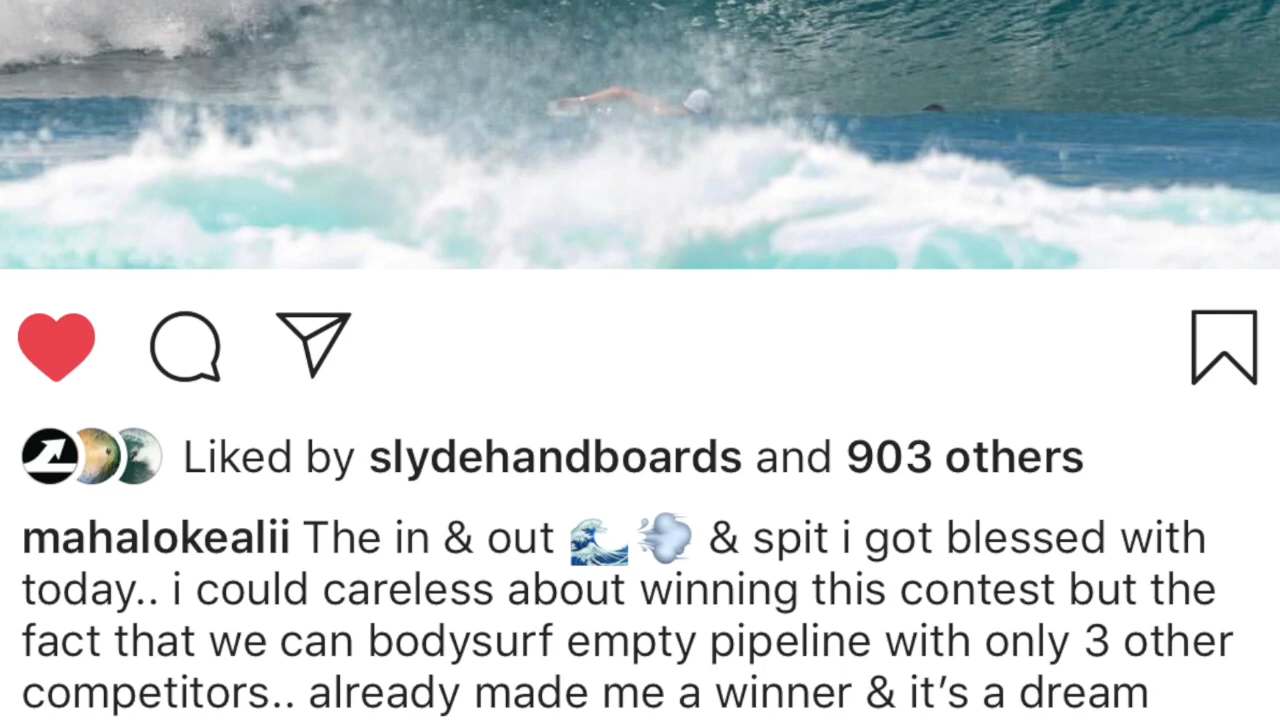 Liked by slydehandboards and 903 others
mahalokealii The in & out 🌊💨 & spit i got blessed with
today.. i could careless about winning this contest but the
fact that we can bodysurf empty pipeline with only 3 other
competitors.. already made me a winner & it’s a dream